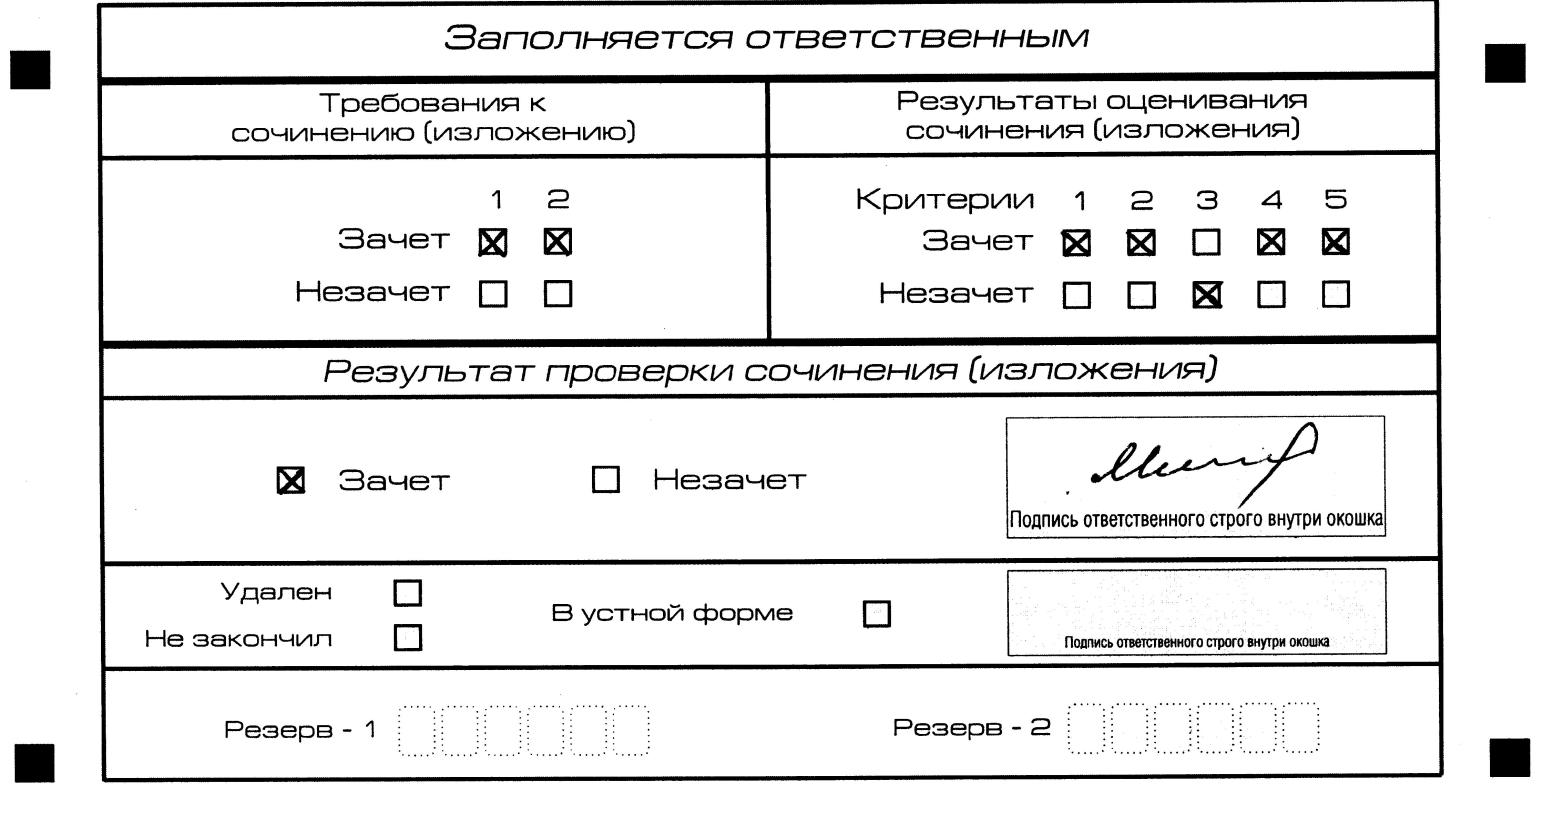 Заполняется ответственным
Требования к
сочинению (изложению)
1 2
Зачет
Незачет
Результаты оценивания
сочинения (изложения)
Критерии 1 2 3 4 5
Зачет
Незачет
Результат проверки сочинения (изложения)
Зачет
Незачет
Подпись ответственного строго внутри окошка
Удален
Не закончил
В устной форме
Подпись ответственного строго внутри окошка
Резерв - 1
Резерв - 2